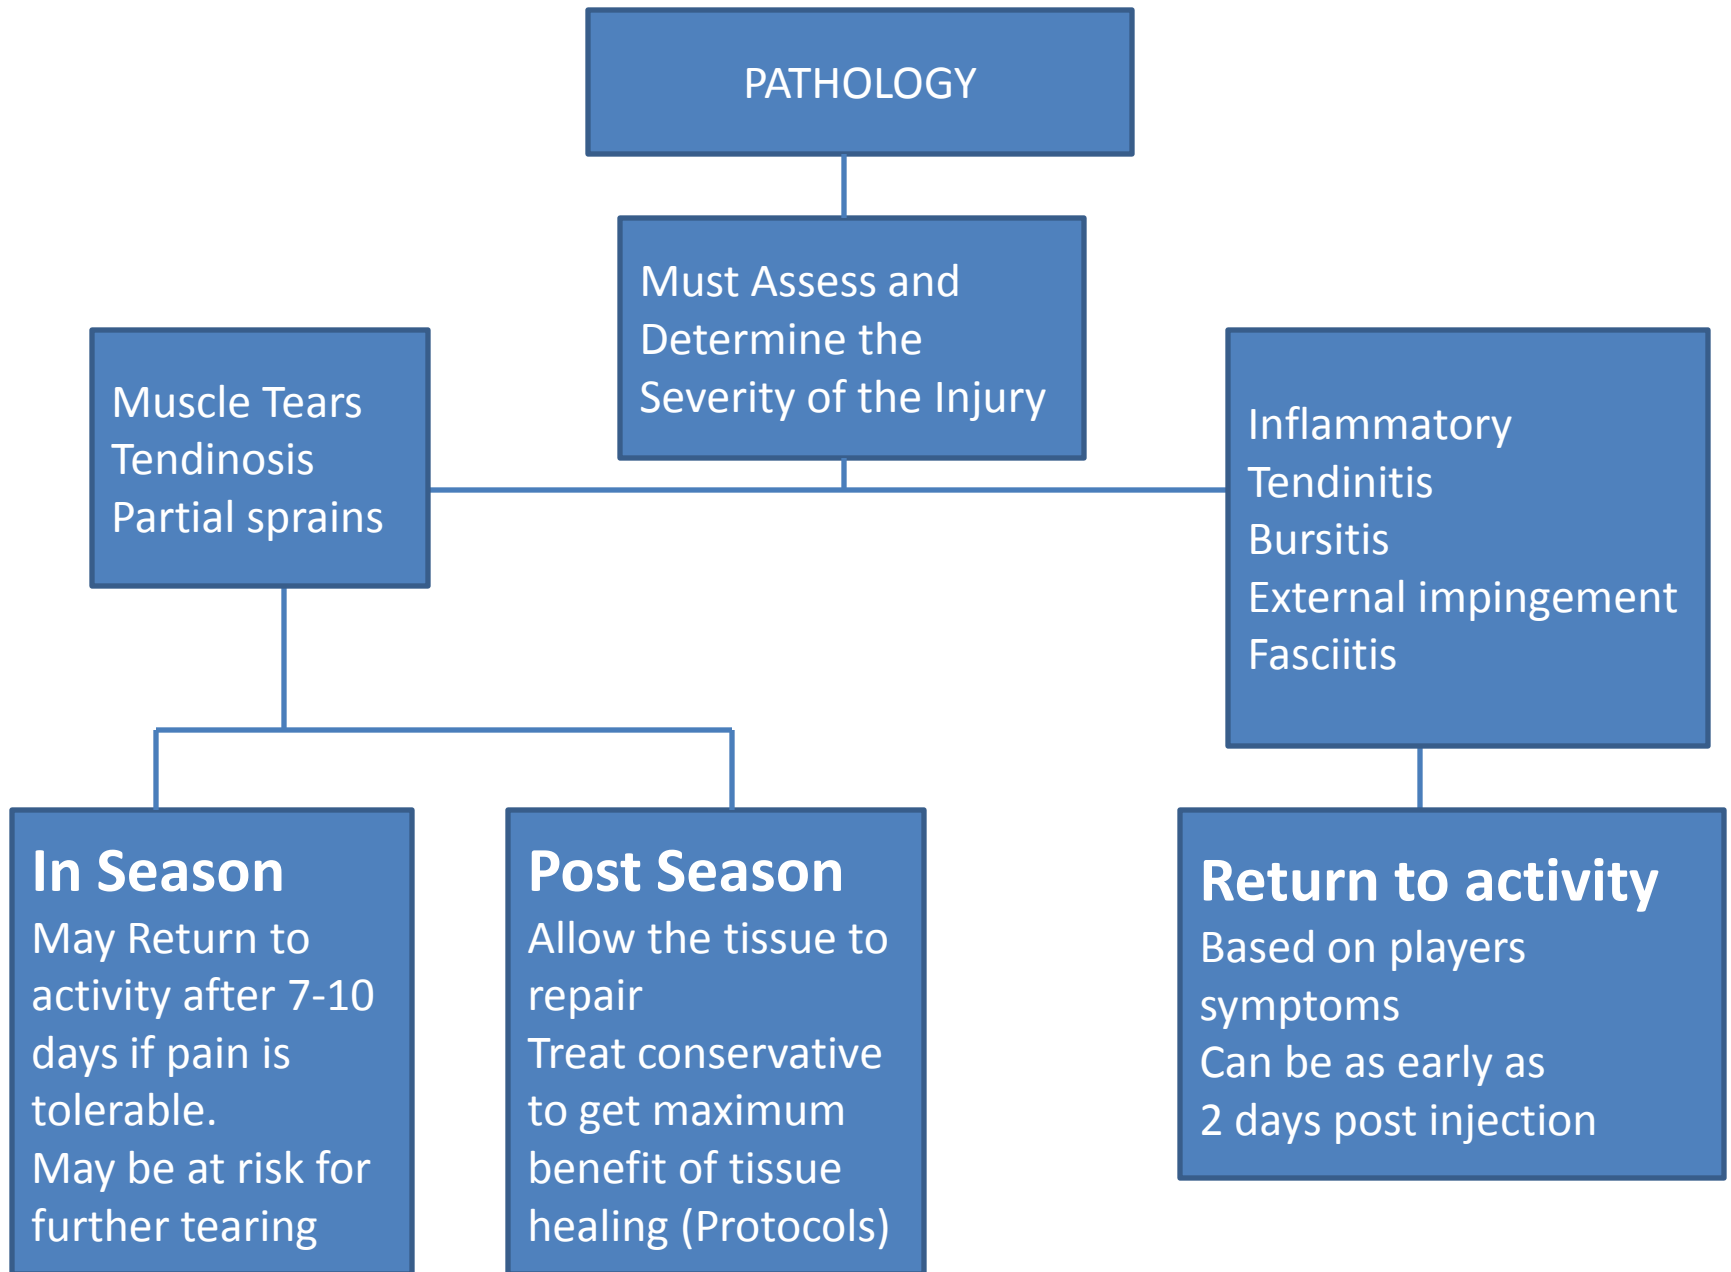 PATHOLOGY
Must Assess and
Determine the
Severity of the Injury
Muscle Tears
Tendinosis
Partial sprains
Inflammatory
Tendinitis
Bursitis
External impingement
Fasciitis
In Season
May Return to
activity after 7-10
days if pain is
tolerable.
May be at risk for
further tearing
Post Season
Allow the tissue to
repair
Treat conservative
to get maximum
benefit of tissue
healing (Protocols)
Return to activity
Based on players
symptoms
Can be as early as
2 days post injection